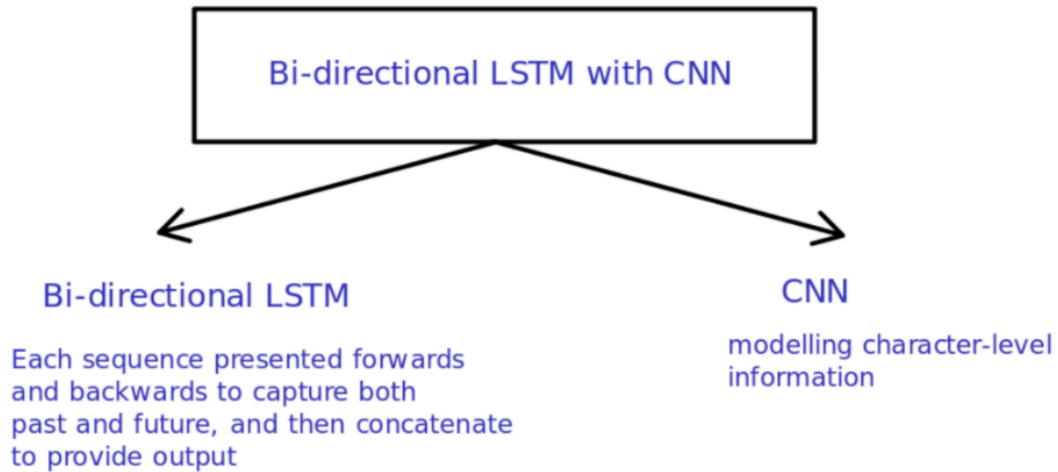 Bi-directional LSTM with CNN
Bi-directional LSTM
Each sequence presented forwards
and backwards to capture both
past and future, and then concatenate
to provide output
CNN
modelling character-level
information